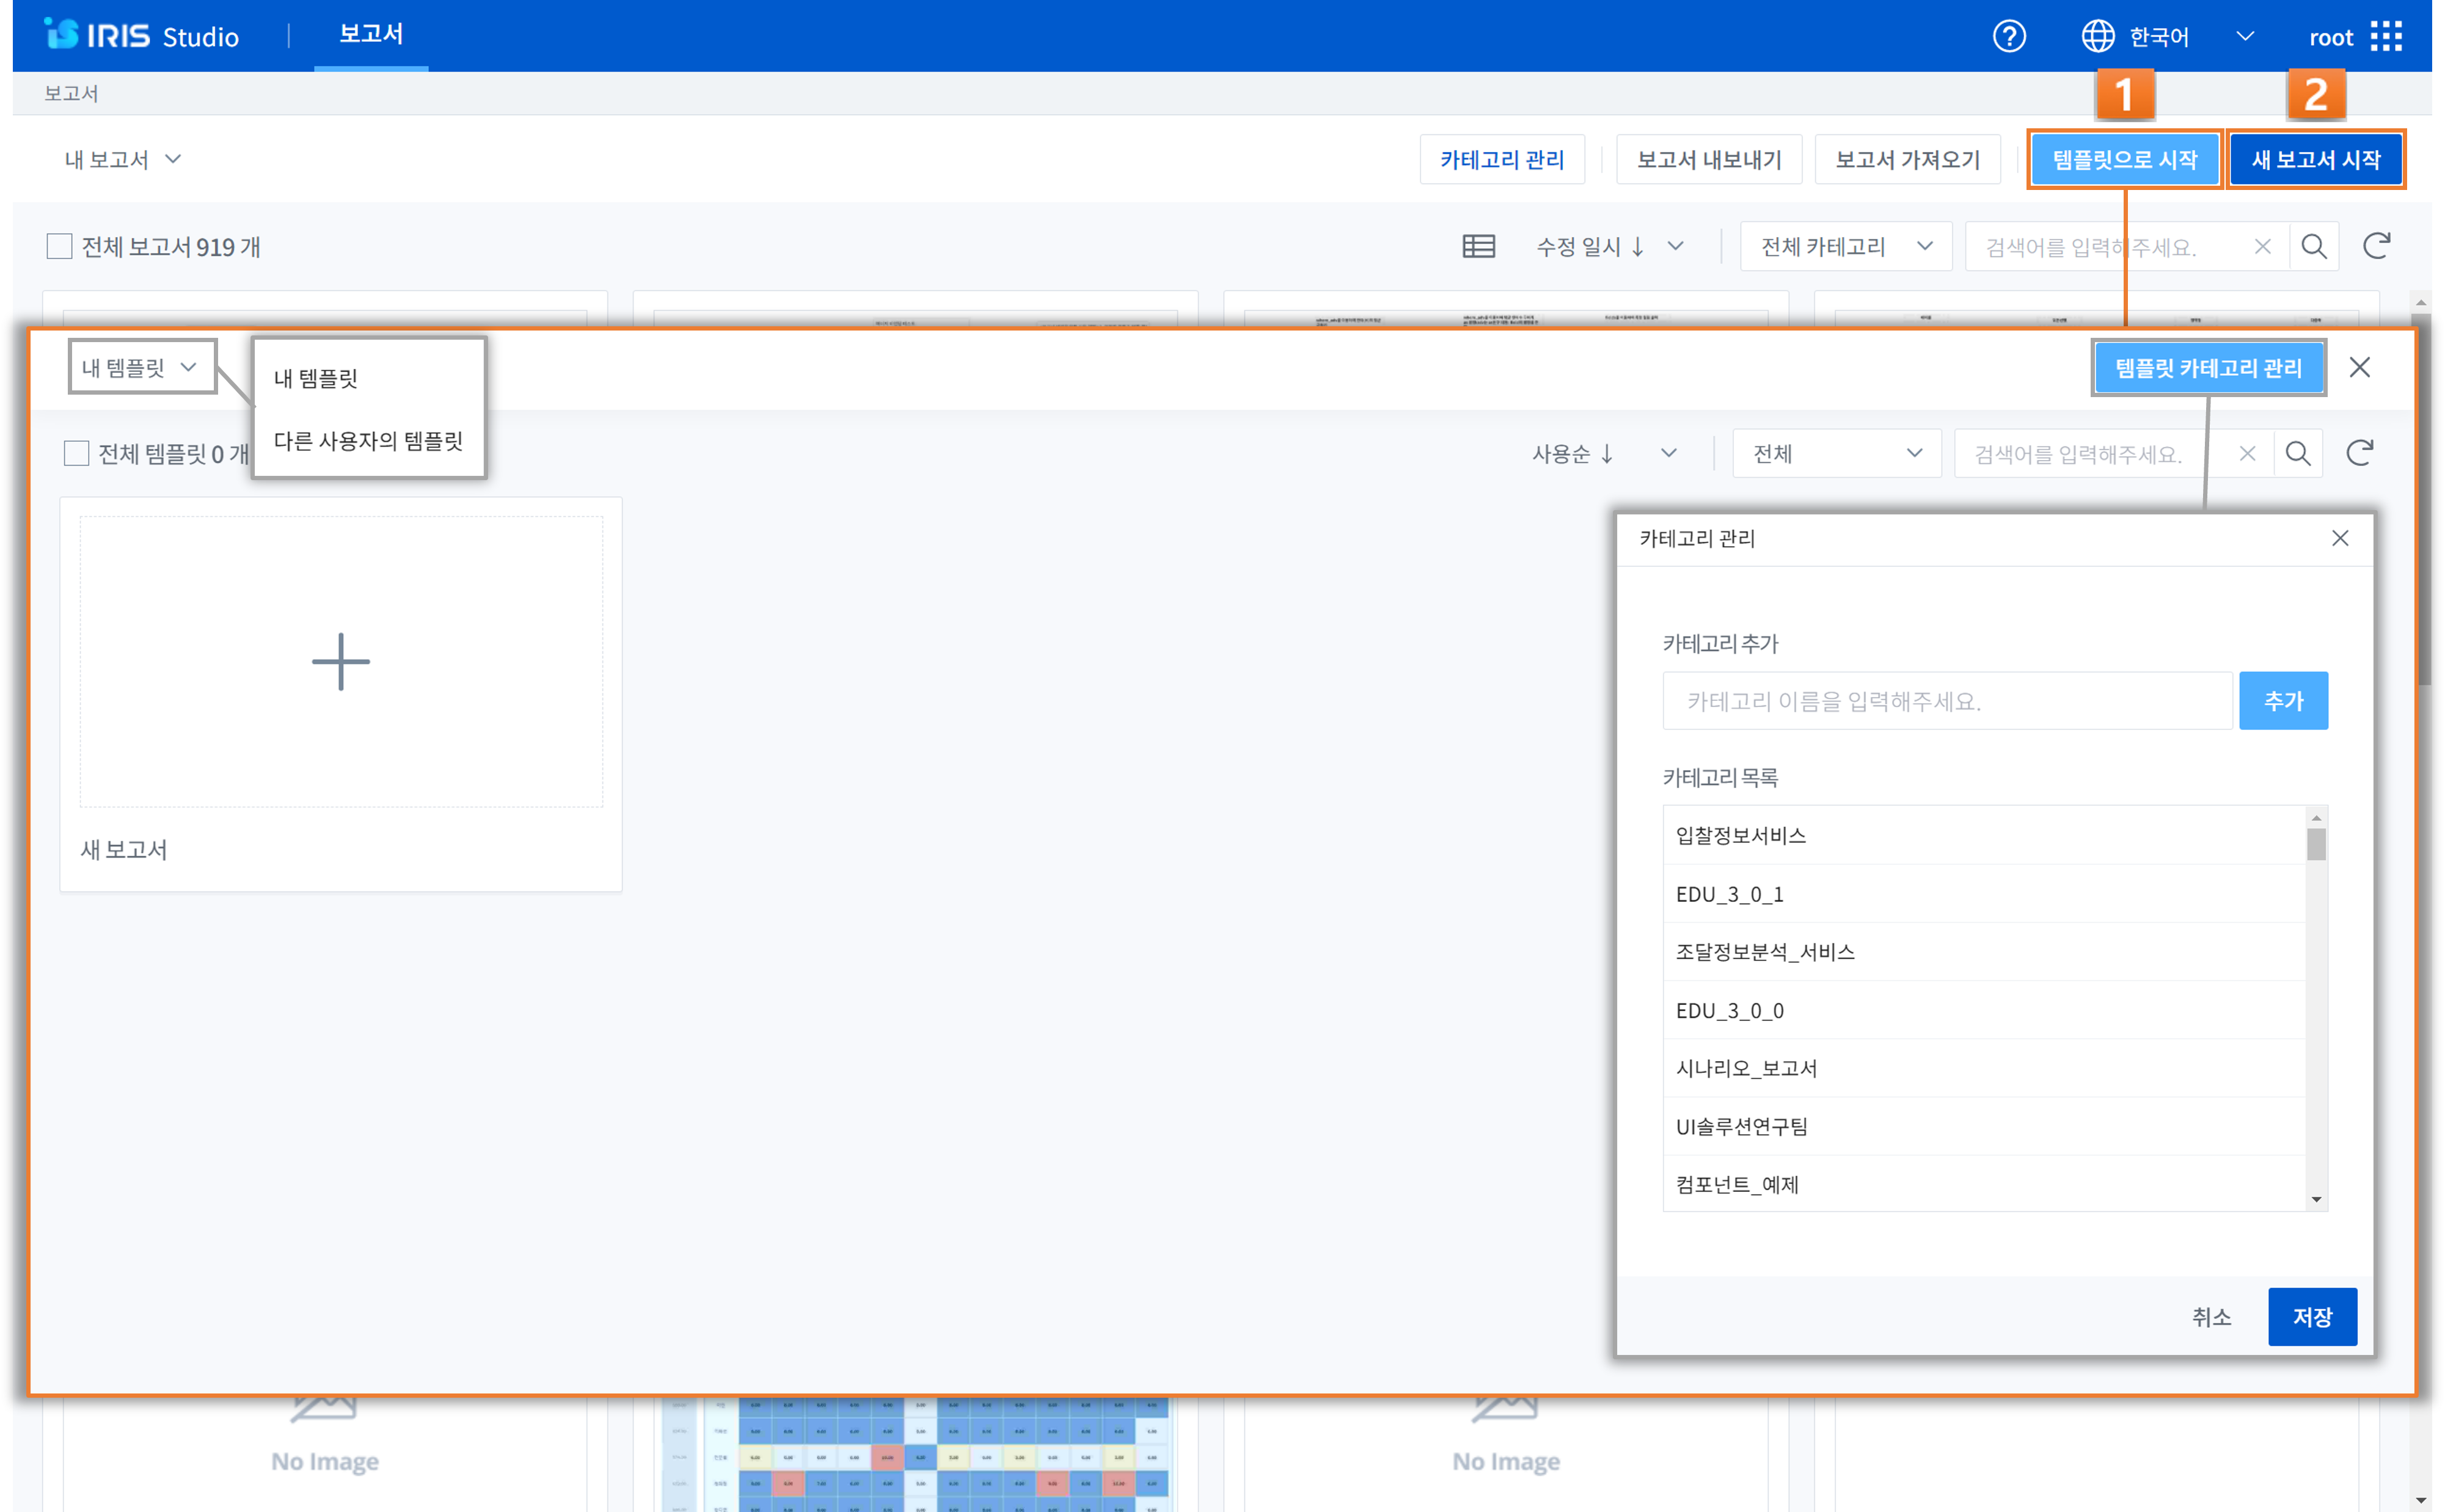 iS IRIS Studio
보고서
한국어
root
보고서
1
2
내 보고서
카테고리 관리
보고서 내보내기
보고서 가져오기
템플릿으로 시작
새 보고서 시작
전체 보고서 919 개
수정 일시 ↓
전체 카테고리
검색어를 입력해주세요.
내 템플릿
내 템플릿
다른 사용자의 템플릿
템플릿 카테고리 관리
전체 템플릿 0 개
사용순 ↓
전체
검색어를 입력해주세요.
새 보고서
카테고리 관리
카테고리 추가
카테고리 이름을 입력해주세요.
추가
카테고리 목록
입찰정보서비스
EDU_3_0_1
조달정보분석_서비스
EDU_3_0_0
시나리오_보고서
UI솔루션연구팀
컴포넌트_예제
취소
저장
No Image
No Image